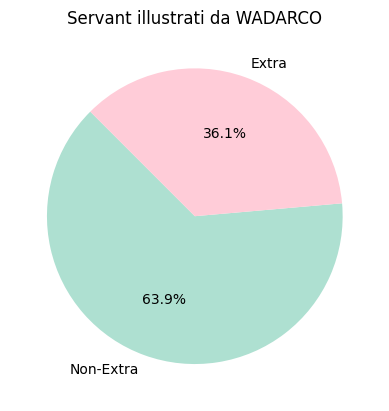 Servant illustrati da WADARCO
Extra
36.1%
63.9%
Non-Extra